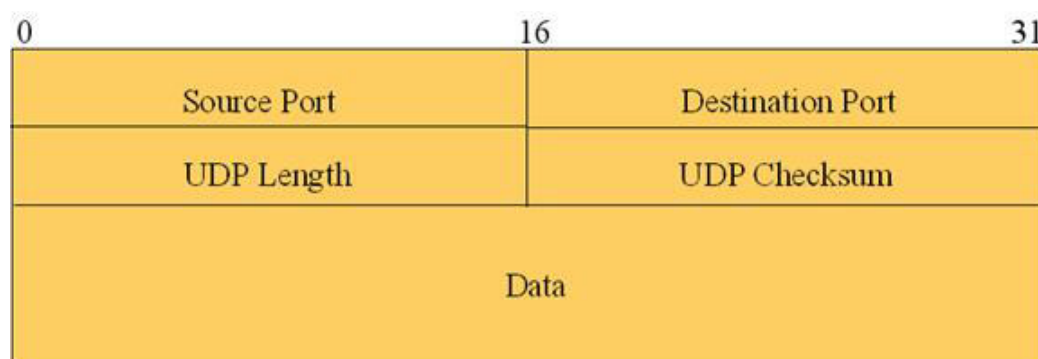 0 16 31
Source Port Destination Port
UDP Length UDP Checksum
Data